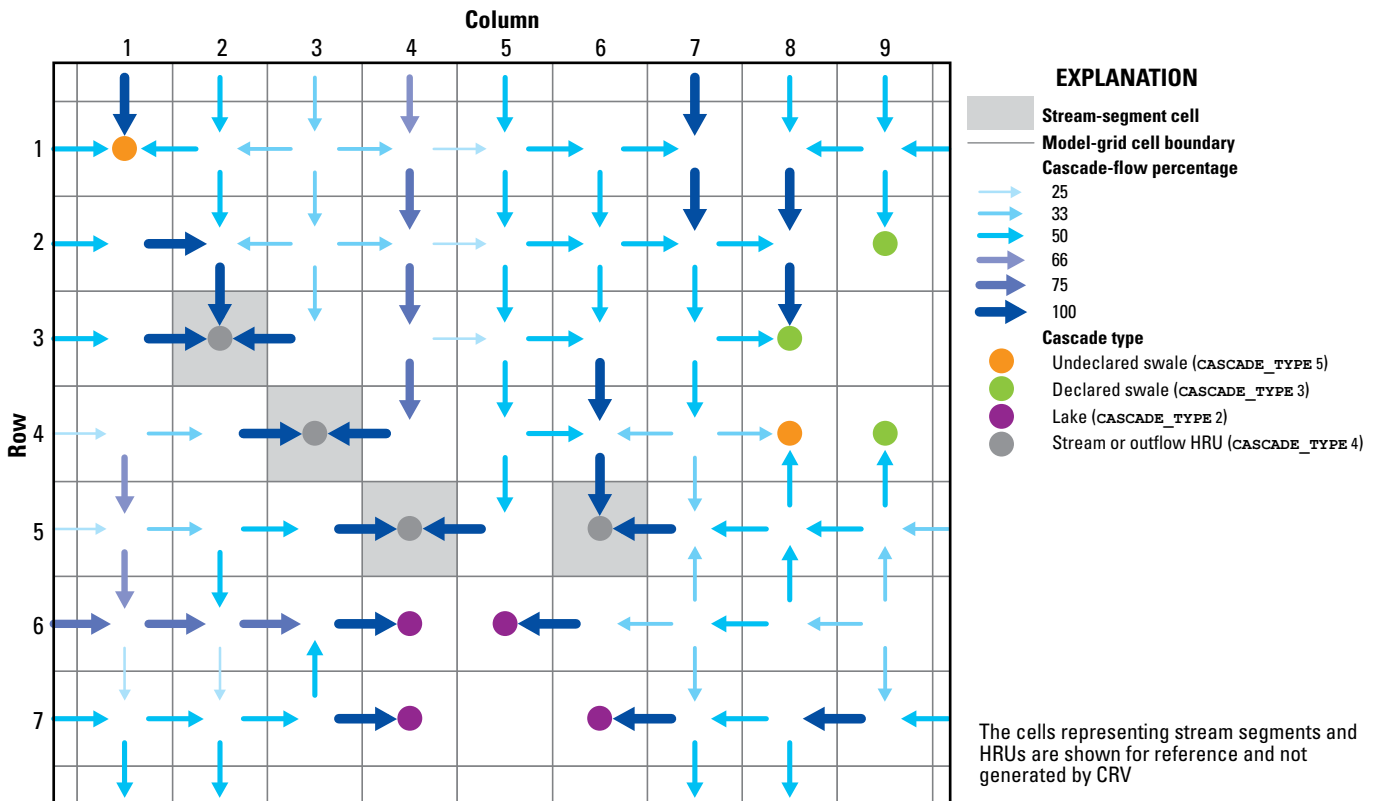 Column
1 2 3 4 5 6 7 8 9
Row
1
2
3
4
5
6
7
EXPLANATION
Stream-segment cell
Model-grid cell boundary
Cascade-flow percentage
25
33
50
66
75
100
Cascade type
Undeclared swale (CASCADE_TYPE 5)
Declared swale (CASCADE_TYPE 3)
Lake (CASCADE_TYPE 2)
Stream or outflow HRU (CASCADE_TYPE 4)
The cells representing stream segments and
HRUs are shown for reference and not
generated by CRV